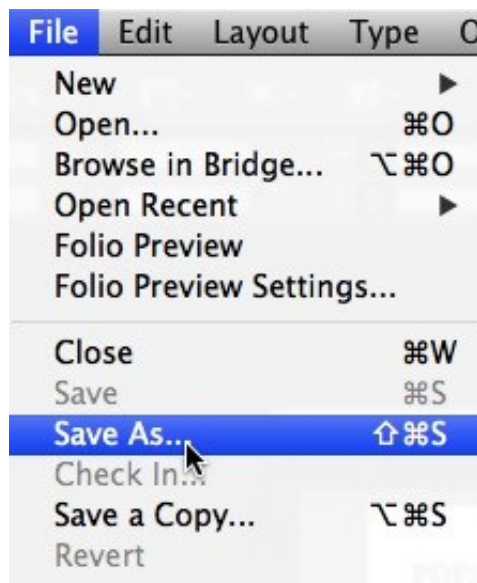 File Edit Layout Type
New ▶
Open... ⌘O
Browse in Bridge... ⌥⌘O
Open Recent ▶
Folio Preview
Folio Preview Settings...
Close ⌘W
Save ⌘S
Save As... ⇧⌘S
Check In...
Save a Copy... ⌥⌘S
Revert